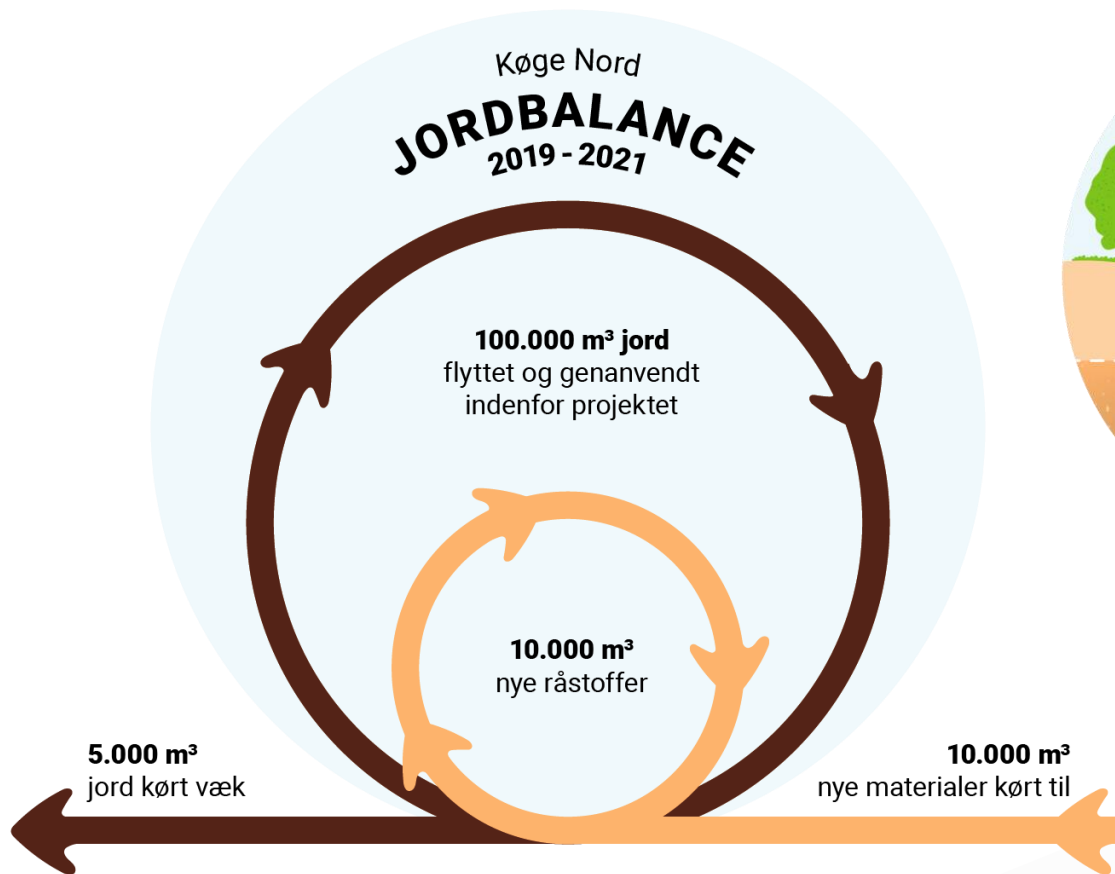 Køge Nord
JORDBALANCE
2019 - 2021
100.000 m³ jord
flyttet og genanvendt
indenfor projektet
10.000 m³
nye råstoffer
5.000 m³
jord kørt væk
10.000 m³
nye materialer kørt til